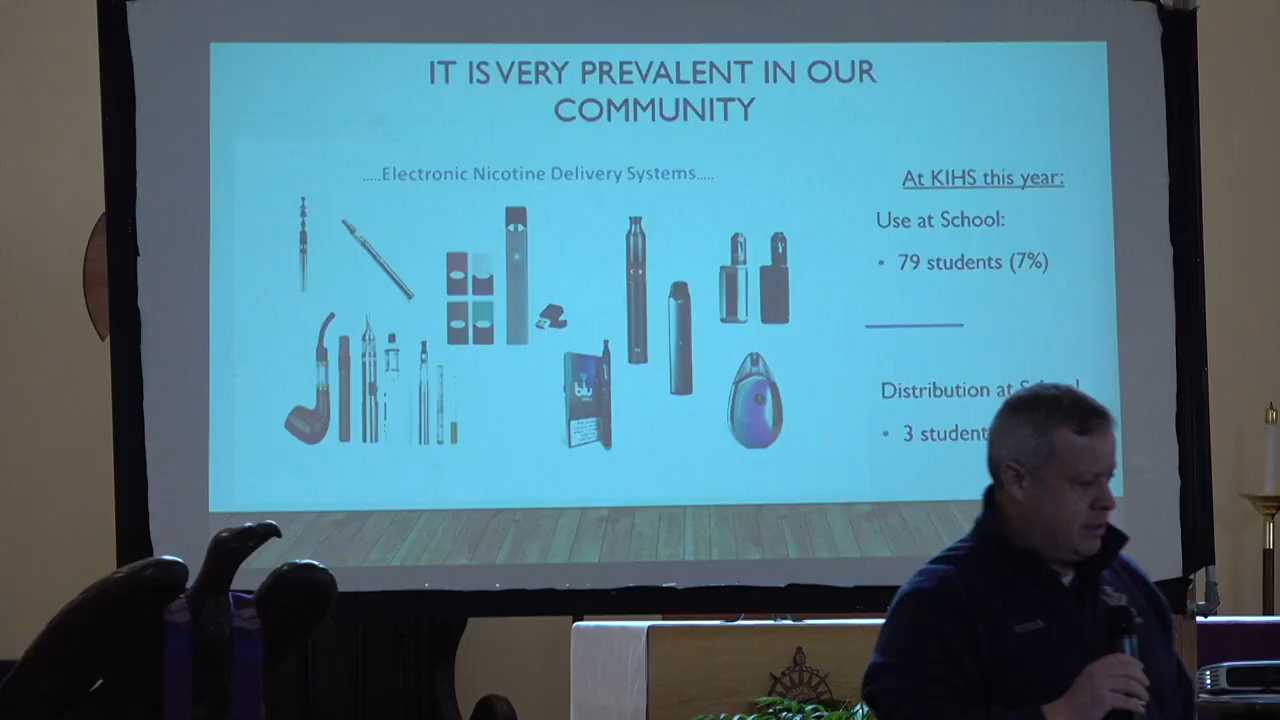 IT IS VERY PREVALENT IN OUR
COMMUNITY
.....Electronic Nicotine Delivery Systems.....
At KIHS this year:
Use at School:
• 79 students (7%)
blu
Distribution at School
• 3 student